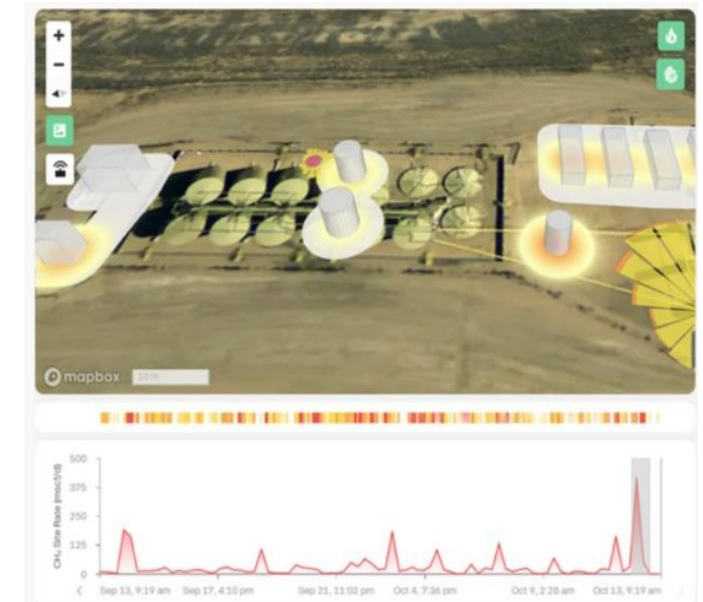 +
−
mapbox
10 m
500
375
250
125
0
CH₄ Site Rate (mscf/d)
Sep 13, 9:19 am
Sep 17, 4:10 pm
Sep 21, 11:02 pm
Oct 4, 7:36 pm
Oct 9, 2:28 am
Oct 13, 9:19 am